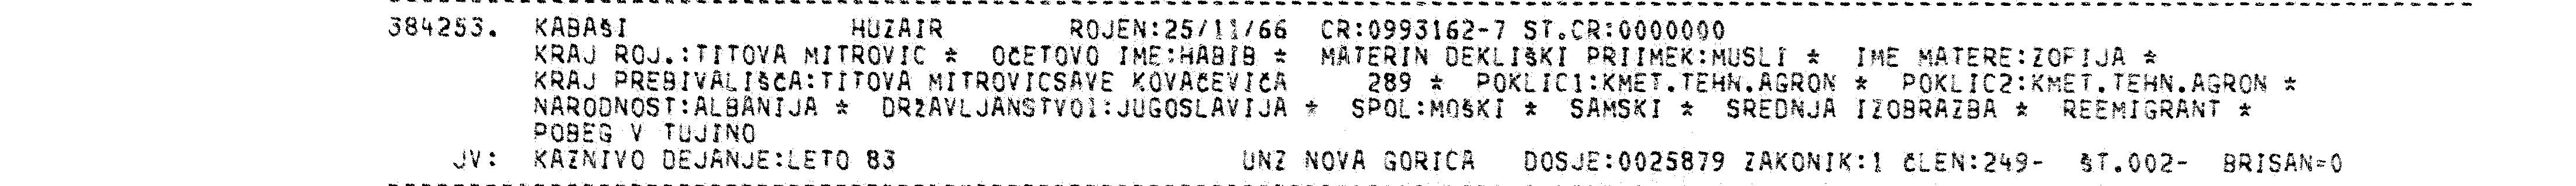 384253. KABAŠI HUZAIR ROJEN:25/11/66 CR:0993162-7 ST.CR:0000000
KRAJ ROJ.:TITOVA MITROVIC * OČETOVO IME:HABIB * MATERIN DEKLIŠKI PRIIMEK:MUSLI * IME MATERE:ZOFIJA *
KRAJ PREBIVALIŠČA:TITOVA MITROVICSAVE KOVAČEVIČA 289 * POKLIC1:KMET.TEHN.AGRON * POKLIC2:KMET.TEHN.AGRON *
NARODNOST:ALBANIJA * DRŽAVLJANSTVO1:JUGOSLAVIJA * SPOL:MOŠKI * SAMSKI * SREDNJA IZOBRAZBA * REEMIGRANT *
POBEG V TUJINO
JV: KAZNIVO DEJANJE:LETO 83 UNZ NOVA GORICA DOSJE:0025879 ZAKONIK:1 ČLEN:249- ŠT.002- BRISAN=0